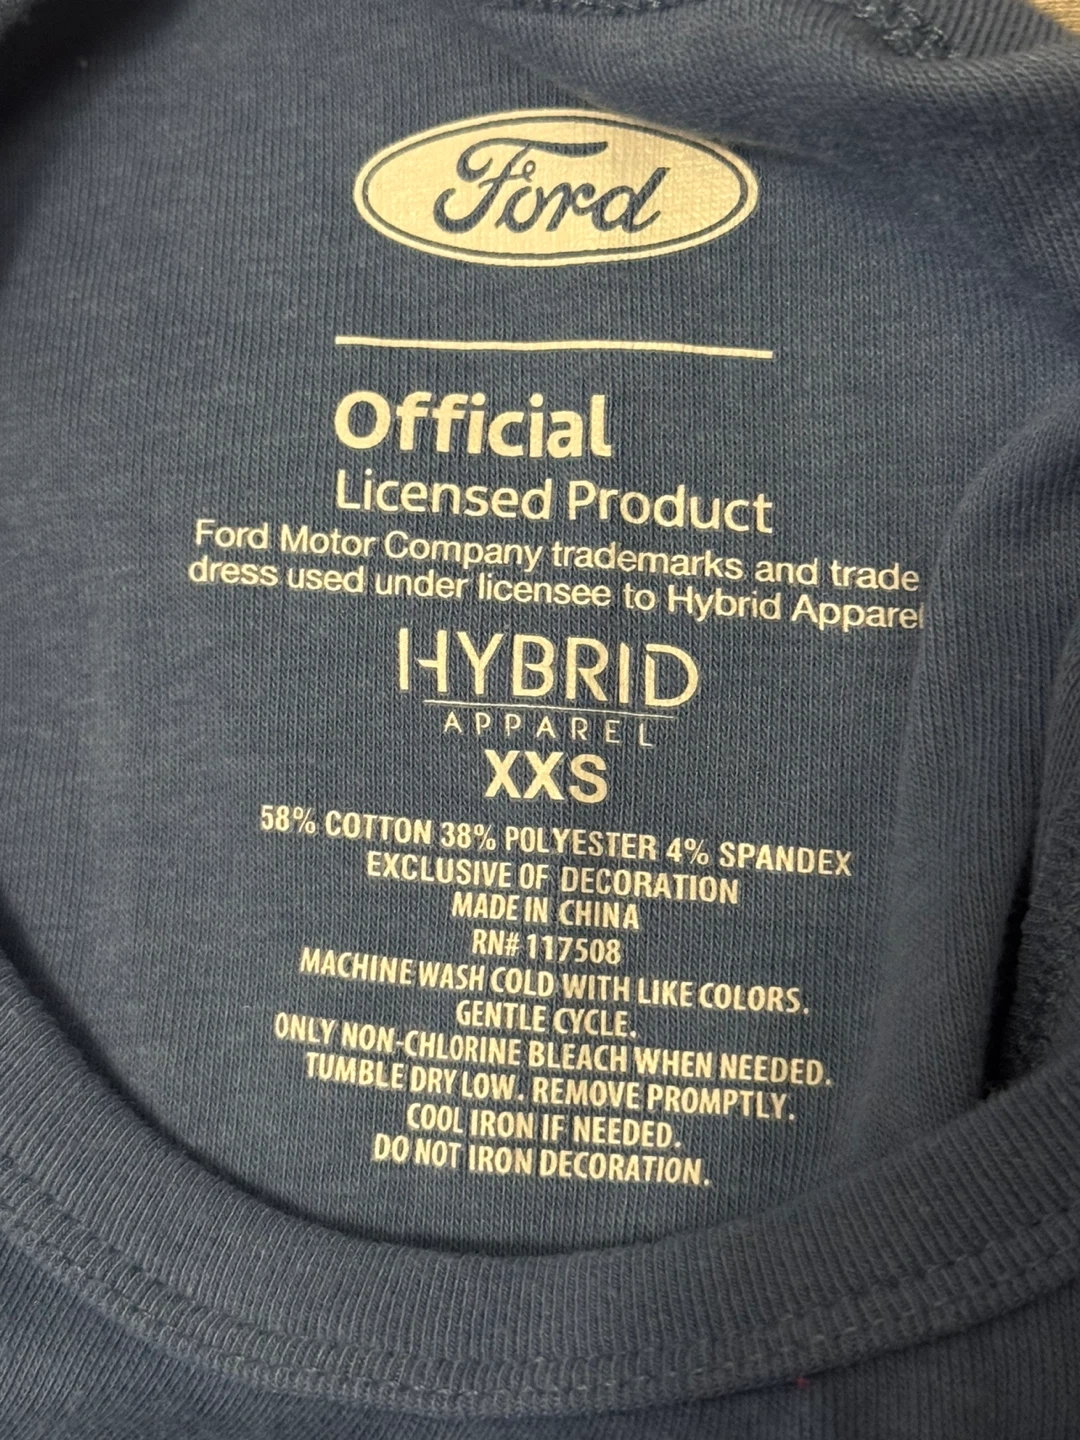 Ford
Official
Licensed Product
Ford Motor Company trademarks and trade
dress used under licensee to Hybrid Apparel
HYBRID
APPAREL
XXS
58% COTTON 38% POLYESTER 4% SPANDEX
EXCLUSIVE OF DECORATION
MADE IN CHINA
RN# 117508
MACHINE WASH COLD WITH LIKE COLORS.
GENTLE CYCLE.
ONLY NON-CHLORINE BLEACH WHEN NEEDED.
TUMBLE DRY LOW. REMOVE PROMPTLY.
COOL IRON IF NEEDED.
DO NOT IRON DECORATION.